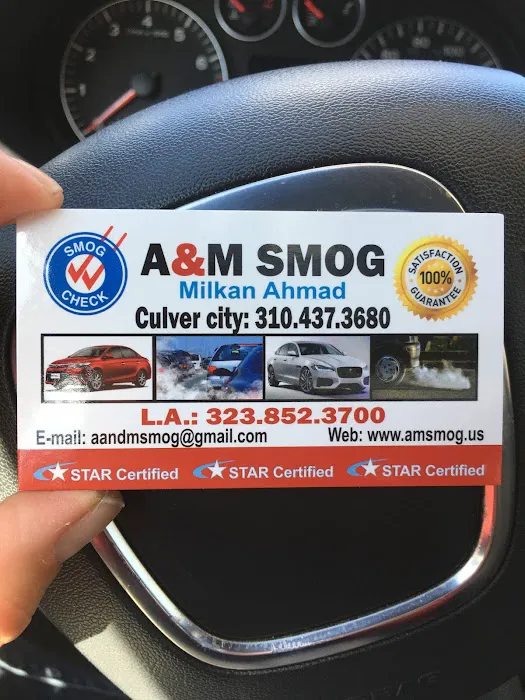 SMOG
CHECK
A&M SMOG
Milkan Ahmad
Culver city: 310.437.3680
SATISFACTION
100%
GUARANTEE
L.A.: 323.852.3700
E-mail: aandmsmog@gmail.com Web: www.amsmog.us
STAR Certified STAR Certified STAR Certified